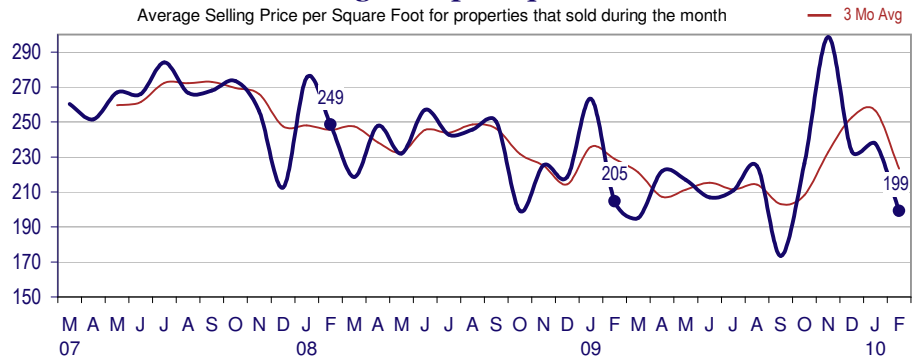 Average Selling Price per Square Foot for properties that sold during the month
3 Mo Avg
290
270
250
230
210
190
170
150
249
205
199
M A M J J A S O N D J F M A M J J A S O N D J F M A M J J A S O N D J F
07 08 09 10